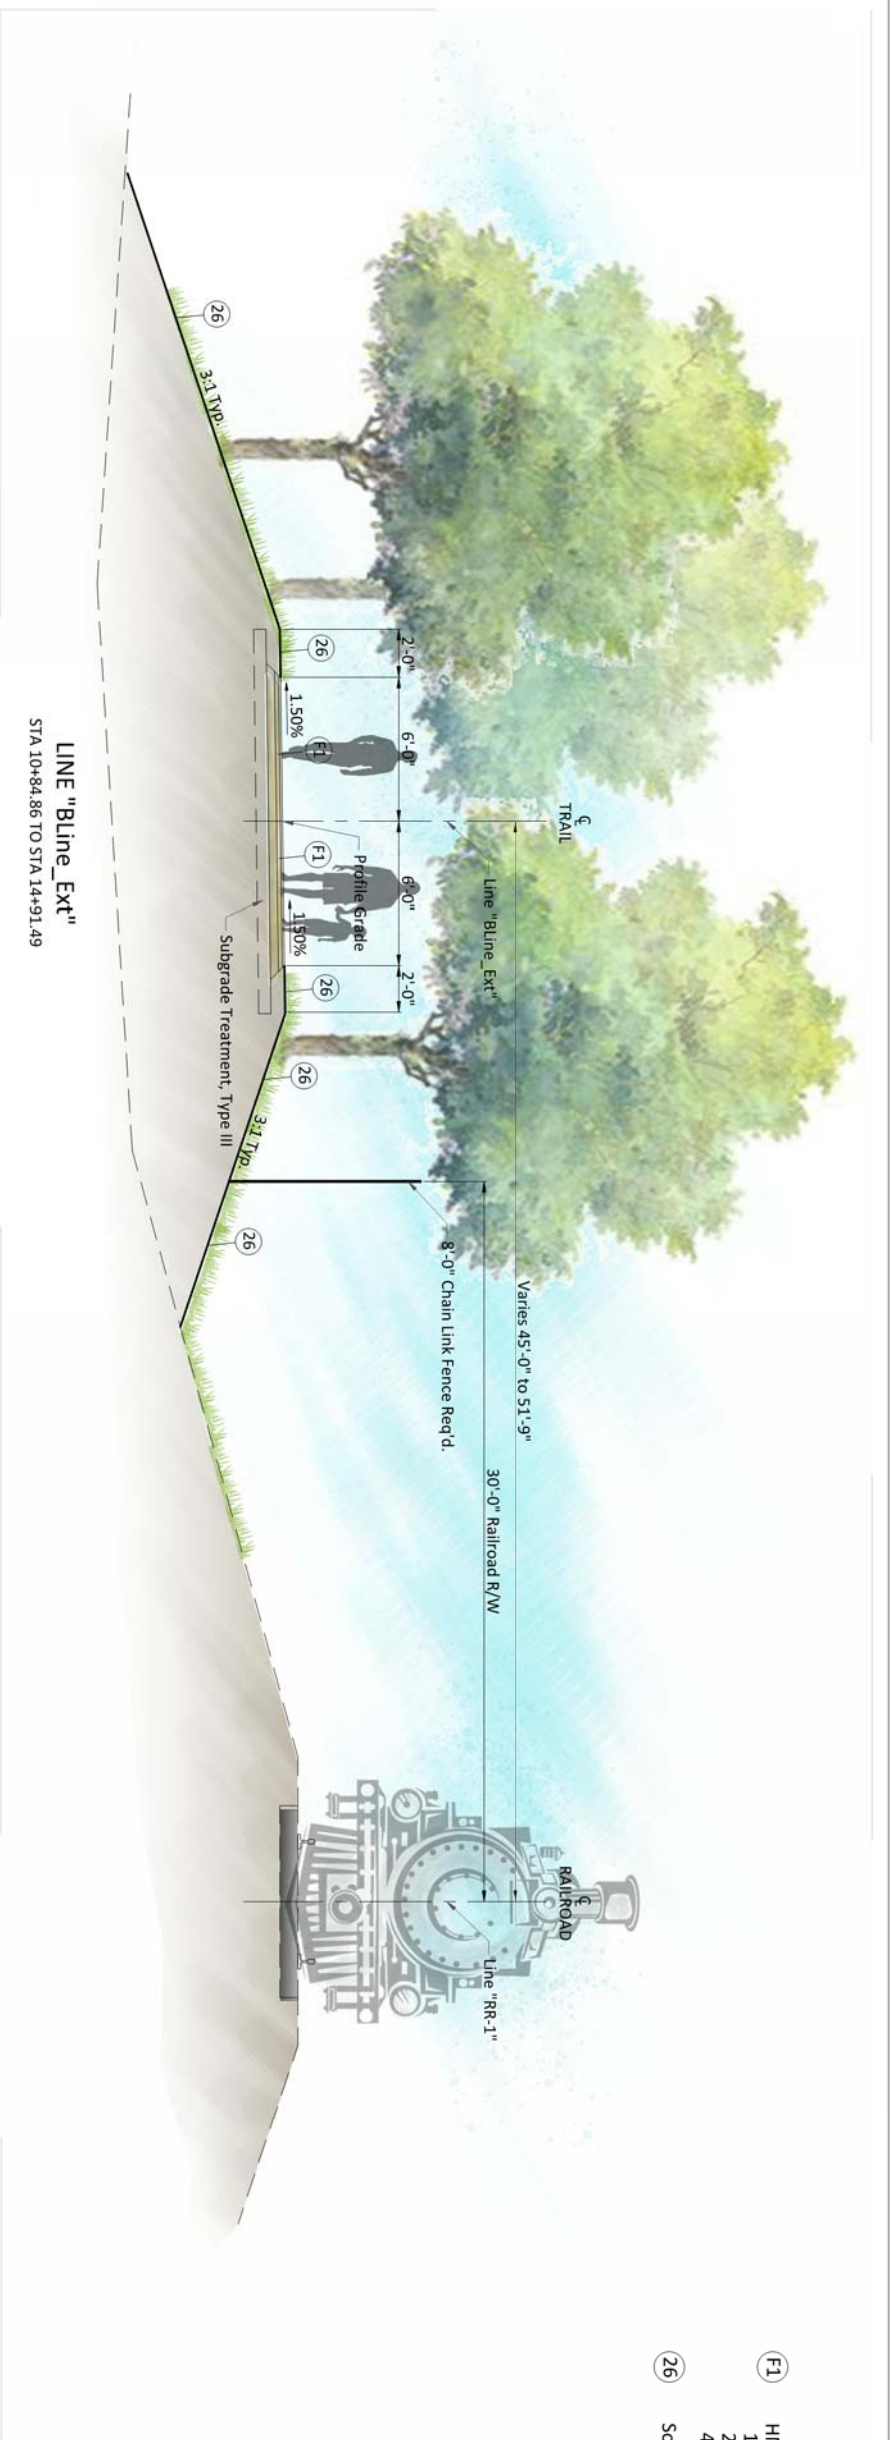 ℄
TRAIL
℄
RAILROAD
Varies 45'-0" to 51'-9"
30'-0" Railroad R/W
Line "BLine_Ext"
Line "RR-1"
8'-0" Chain Link Fence Req'd.
2'-0"
6'-0"
6'-0"
2'-0"
Profile Grade
26
3:1 Typ.
26
1.50%
F1
F1
1.50%
26
26
3:1 Typ.
26
Subgrade Treatment, Type III
LINE "BLine_Ext"
STA 10+84.86 TO STA 14+91.49
F1
1
2
4
26